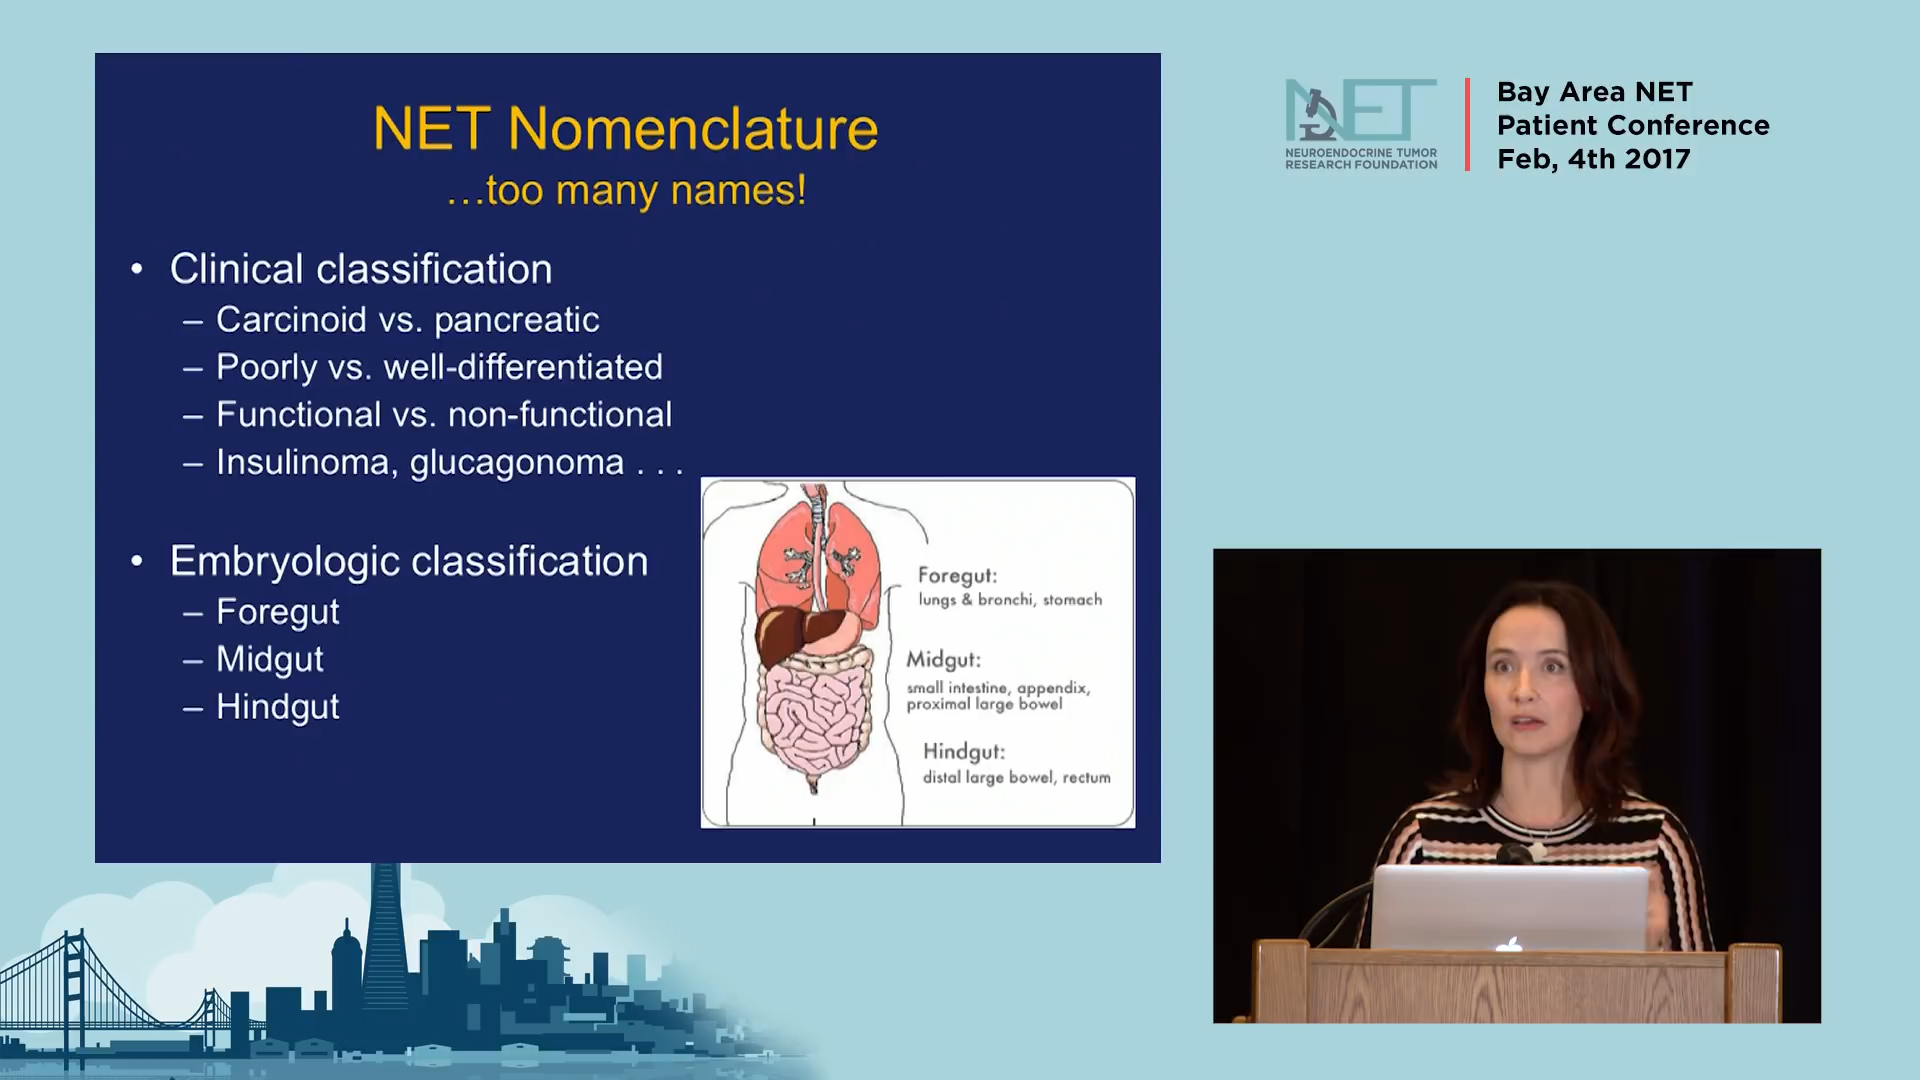 NET Nomenclature
…too many names!
• Clinical classification
– Carcinoid vs. pancreatic
– Poorly vs. well-differentiated
– Functional vs. non-functional
– Insulinoma, glucagonoma . . .
• Embryologic classification
– Foregut
– Midgut
– Hindgut
Foregut:
lungs & bronchi, stomach
Midgut:
small intestine, appendix,
proximal large bowel
Hindgut:
distal large bowel, rectum
NET
NEUROENDOCRINE TUMOR
RESEARCH FOUNDATION
Bay Area NET
Patient Conference
Feb, 4th 2017